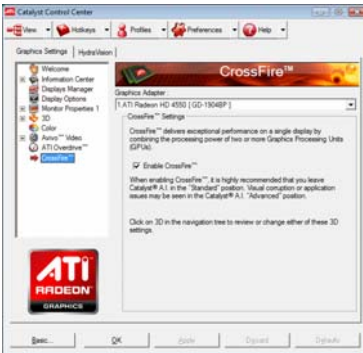 Catalyst Control Center
View Hotkeys Profiles Preferences Help
Graphics Settings HydraVision
Welcome
Information Center
Displays Manager
Display Options
Monitor Properties 1
3D
Color
Avivo™ Video
ATI Overdrive™
CrossFire™
CrossFire™
Graphics Adapter:
1.ATI Radeon HD 4550 [ GD-1904BP ]
CrossFire™ Settings
CrossFire™ delivers exceptional performance on a single display by
combining the processing power of two or more Graphics Processing Units
(GPUs).
Enable CrossFire™
When enabling CrossFire™, it is highly recommended that you leave
Catalyst® A.I. in the "Standard" position. Visual corruption or application
issues may be seen in the Catalyst® A.I. "Advanced" position.
Click on 3D in the navigation tree to review or change either of these 3D
settings.
ATI
RADEON
GRAPHICS
Basic... OK Apply Discard Defaults